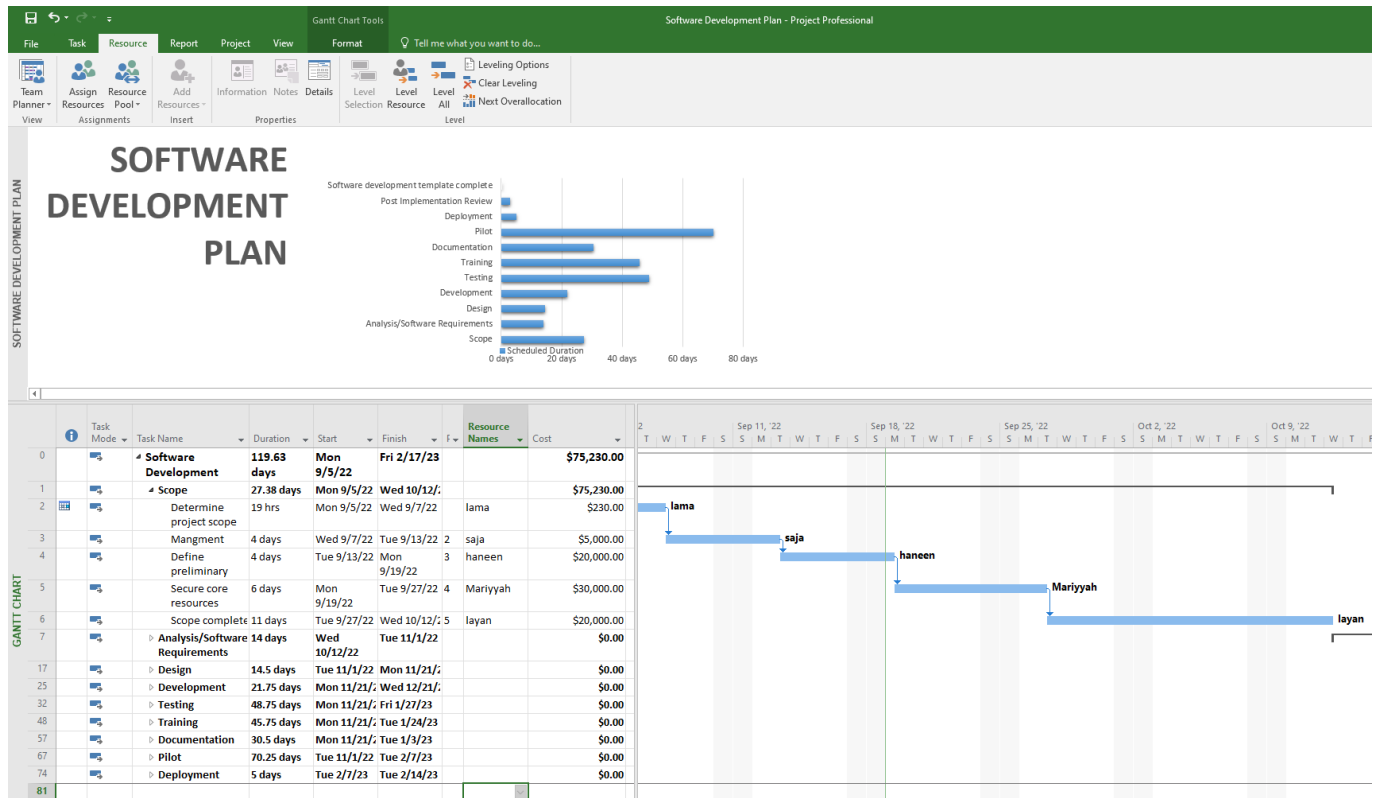 Gantt Chart Tools
Software Development Plan - Project Professional
File Task Resource Report Project View Format Tell me what you want to do...
Team Planner
Assign Resources
Resource Pool
Add Resources
Information
Notes
Details
Level Selection
Level Resource
Level All
Leveling Options
Clear Leveling
Next Overallocation
View Assignments Insert Properties Level
SOFTWARE DEVELOPMENT PLAN
SOFTWARE
DEVELOPMENT
PLAN
Software development template complete
Post Implementation Review
Deployment
Pilot
Documentation
Training
Testing
Development
Design
Analysis/Software Requirements
Scope
Scheduled Duration
0 days 20 days 40 days 60 days 80 days
GANTT CHART
Task Mode Task Name Duration Start Finish Resource Names Cost
0 Software Development 119.63 days Mon 9/5/22 Fri 2/17/23 $75,230.00
1 Scope 27.38 days Mon 9/5/22 Wed 10/12/ $75,230.00
2 Determine project scope 19 hrs Mon 9/5/22 Wed 9/7/22 lama $230.00
3 Mangment 4 days Wed 9/7/22 Tue 9/13/22 2 saja $5,000.00
4 Define preliminary 4 days Tue 9/13/22 Mon 9/19/22 3 haneen $20,000.00
5 Secure core resources 6 days Mon 9/19/22 Tue 9/27/22 4 Mariyyah $30,000.00
6 Scope complete 11 days Tue 9/27/22 Wed 10/12/ 5 layan $20,000.00
7 Analysis/Software Requirements 14 days Wed 10/12/22 Tue 11/1/22 $0.00
17 Design 14.5 days Tue 11/1/22 Mon 11/21/ $0.00
25 Development 21.75 days Mon 11/21/ Wed 12/21/ $0.00
32 Testing 48.75 days Mon 11/21/ Fri 1/27/23 $0.00
48 Training 45.75 days Mon 11/21/ Tue 1/24/23 $0.00
57 Documentation 30.5 days Mon 11/21/ Tue 1/3/23 $0.00
67 Pilot 70.25 days Tue 11/1/22 Tue 2/7/23 $0.00
74 Deployment 5 days Tue 2/7/23 Tue 2/14/23 $0.00
81
2 Sep 11, '22 Sep 18, '22 Sep 25, '22 Oct 2, '22 Oct 9, '22
T W T F S S M T W T F S S M T W T F S S M T W T F S S M T W T F S S M T W T F
lama
saja
haneen
Mariyyah
layan